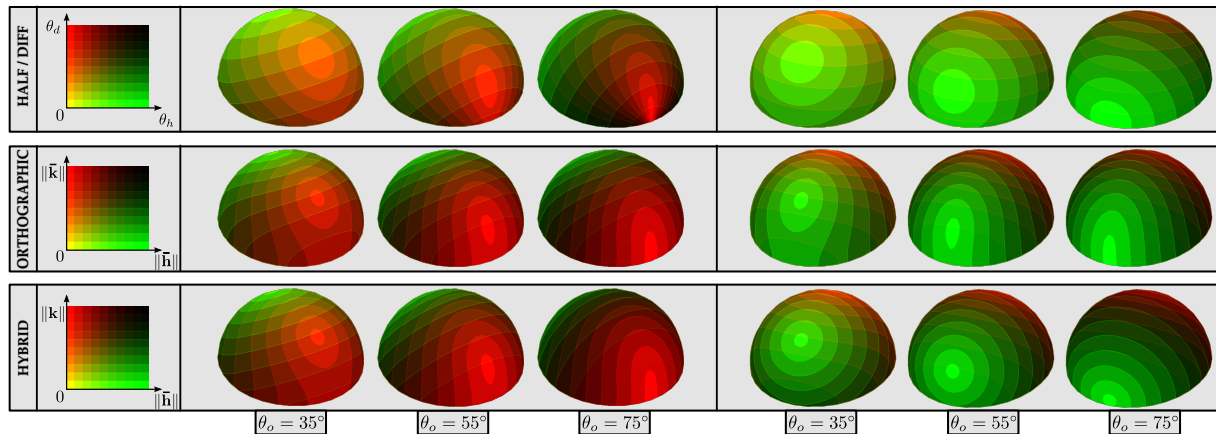 HALF / DIFF
θ_d
0
θ_h
ORTHOGRAPHIC
‖k̄‖
0
‖h̄‖
HYBRID
‖k‖
0
‖h̄‖
θ_o = 35° θ_o = 55° θ_o = 75° θ_o = 35° θ_o = 55° θ_o = 75°